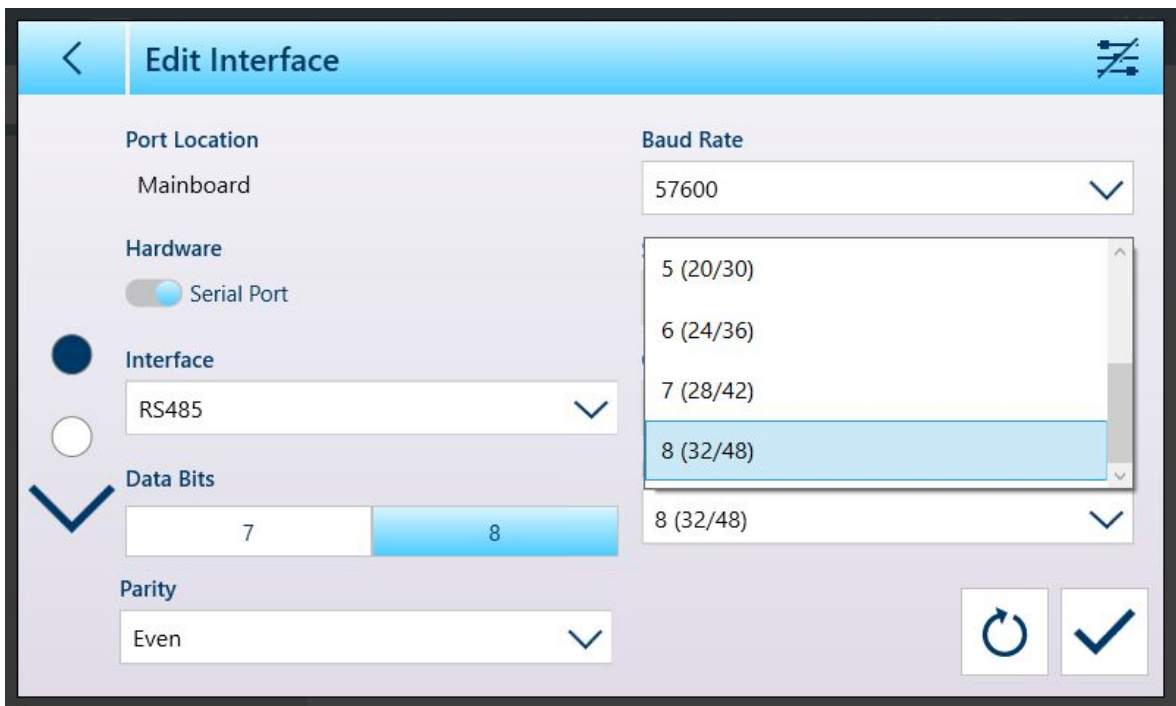 Edit Interface
Port Location
Mainboard
Hardware
Serial Port
Interface
RS485
Data Bits
7
8
Parity
Even
Baud Rate
57600
5 (20/30)
6 (24/36)
7 (28/42)
8 (32/48)
8 (32/48)